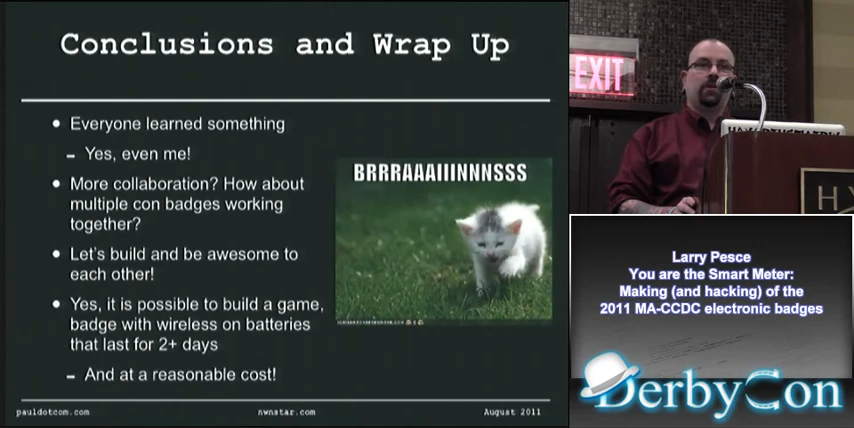 Conclusions and Wrap Up
• Everyone learned something
– Yes, even me!
• More collaboration? How about
multiple con badges working
together?
• Let's build and be awesome to
each other!
• Yes, it is possible to build a game,
badge with wireless on batteries
that last for 2+ days
– And at a reasonable cost!
BRRRAAAIIINNNSSS
pauldotcom.com
nwnstar.com
August 2011
EXIT
HY
Larry Pesce
You are the Smart Meter:
Making (and hacking) of the
2011 MA-CCDC electronic badges
DerbyCon